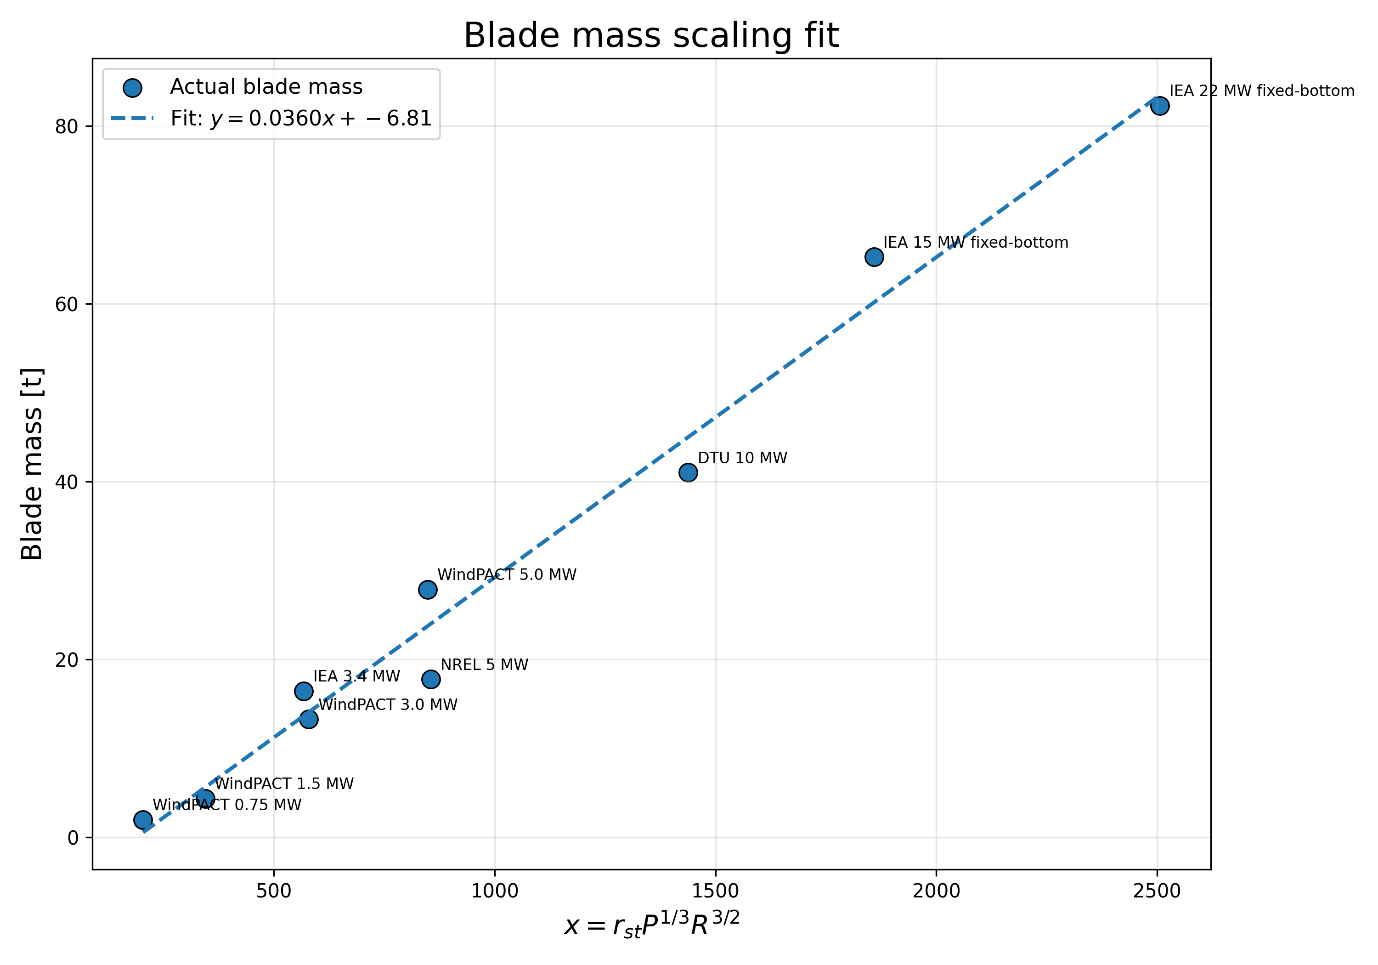 Blade mass scaling fit
Actual blade mass
Fit: y = 0.0360x + −6.81
IEA 22 MW fixed-bottom
IEA 15 MW fixed-bottom
DTU 10 MW
WindPACT 5.0 MW
NREL 5 MW
IEA 3.4 MW
WindPACT 3.0 MW
WindPACT 1.5 MW
WindPACT 0.75 MW
Blade mass [t]
80
60
40
20
0
500 1000 1500 2000 2500
x = r_{st}P^{1/3}R^{3/2}